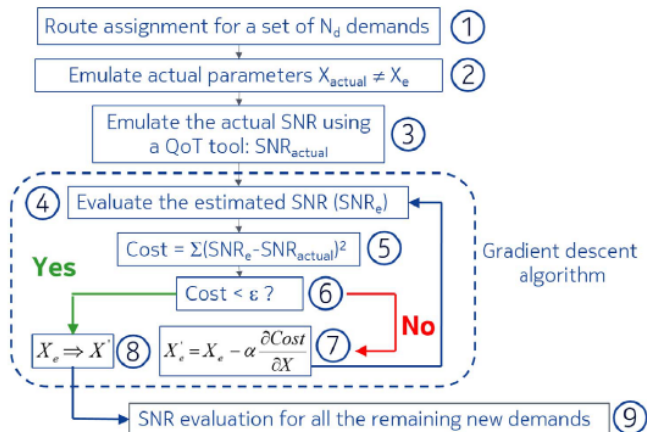 Route assignment for a set of N_d demands ①
Emulate actual parameters X_actual ≠ X_e ②
Emulate the actual SNR using
a QoT tool: SNR_actual ③
④ Evaluate the estimated SNR (SNR_e)
Cost = Σ(SNR_e-SNR_actual)² ⑤
Gradient descent
algorithm
Yes
Cost < ε ? ⑥
No
X_e ⇒ X' ⑧
X'_e = X_e − α ∂Cost/∂X ⑦
SNR evaluation for all the remaining new demands ⑨